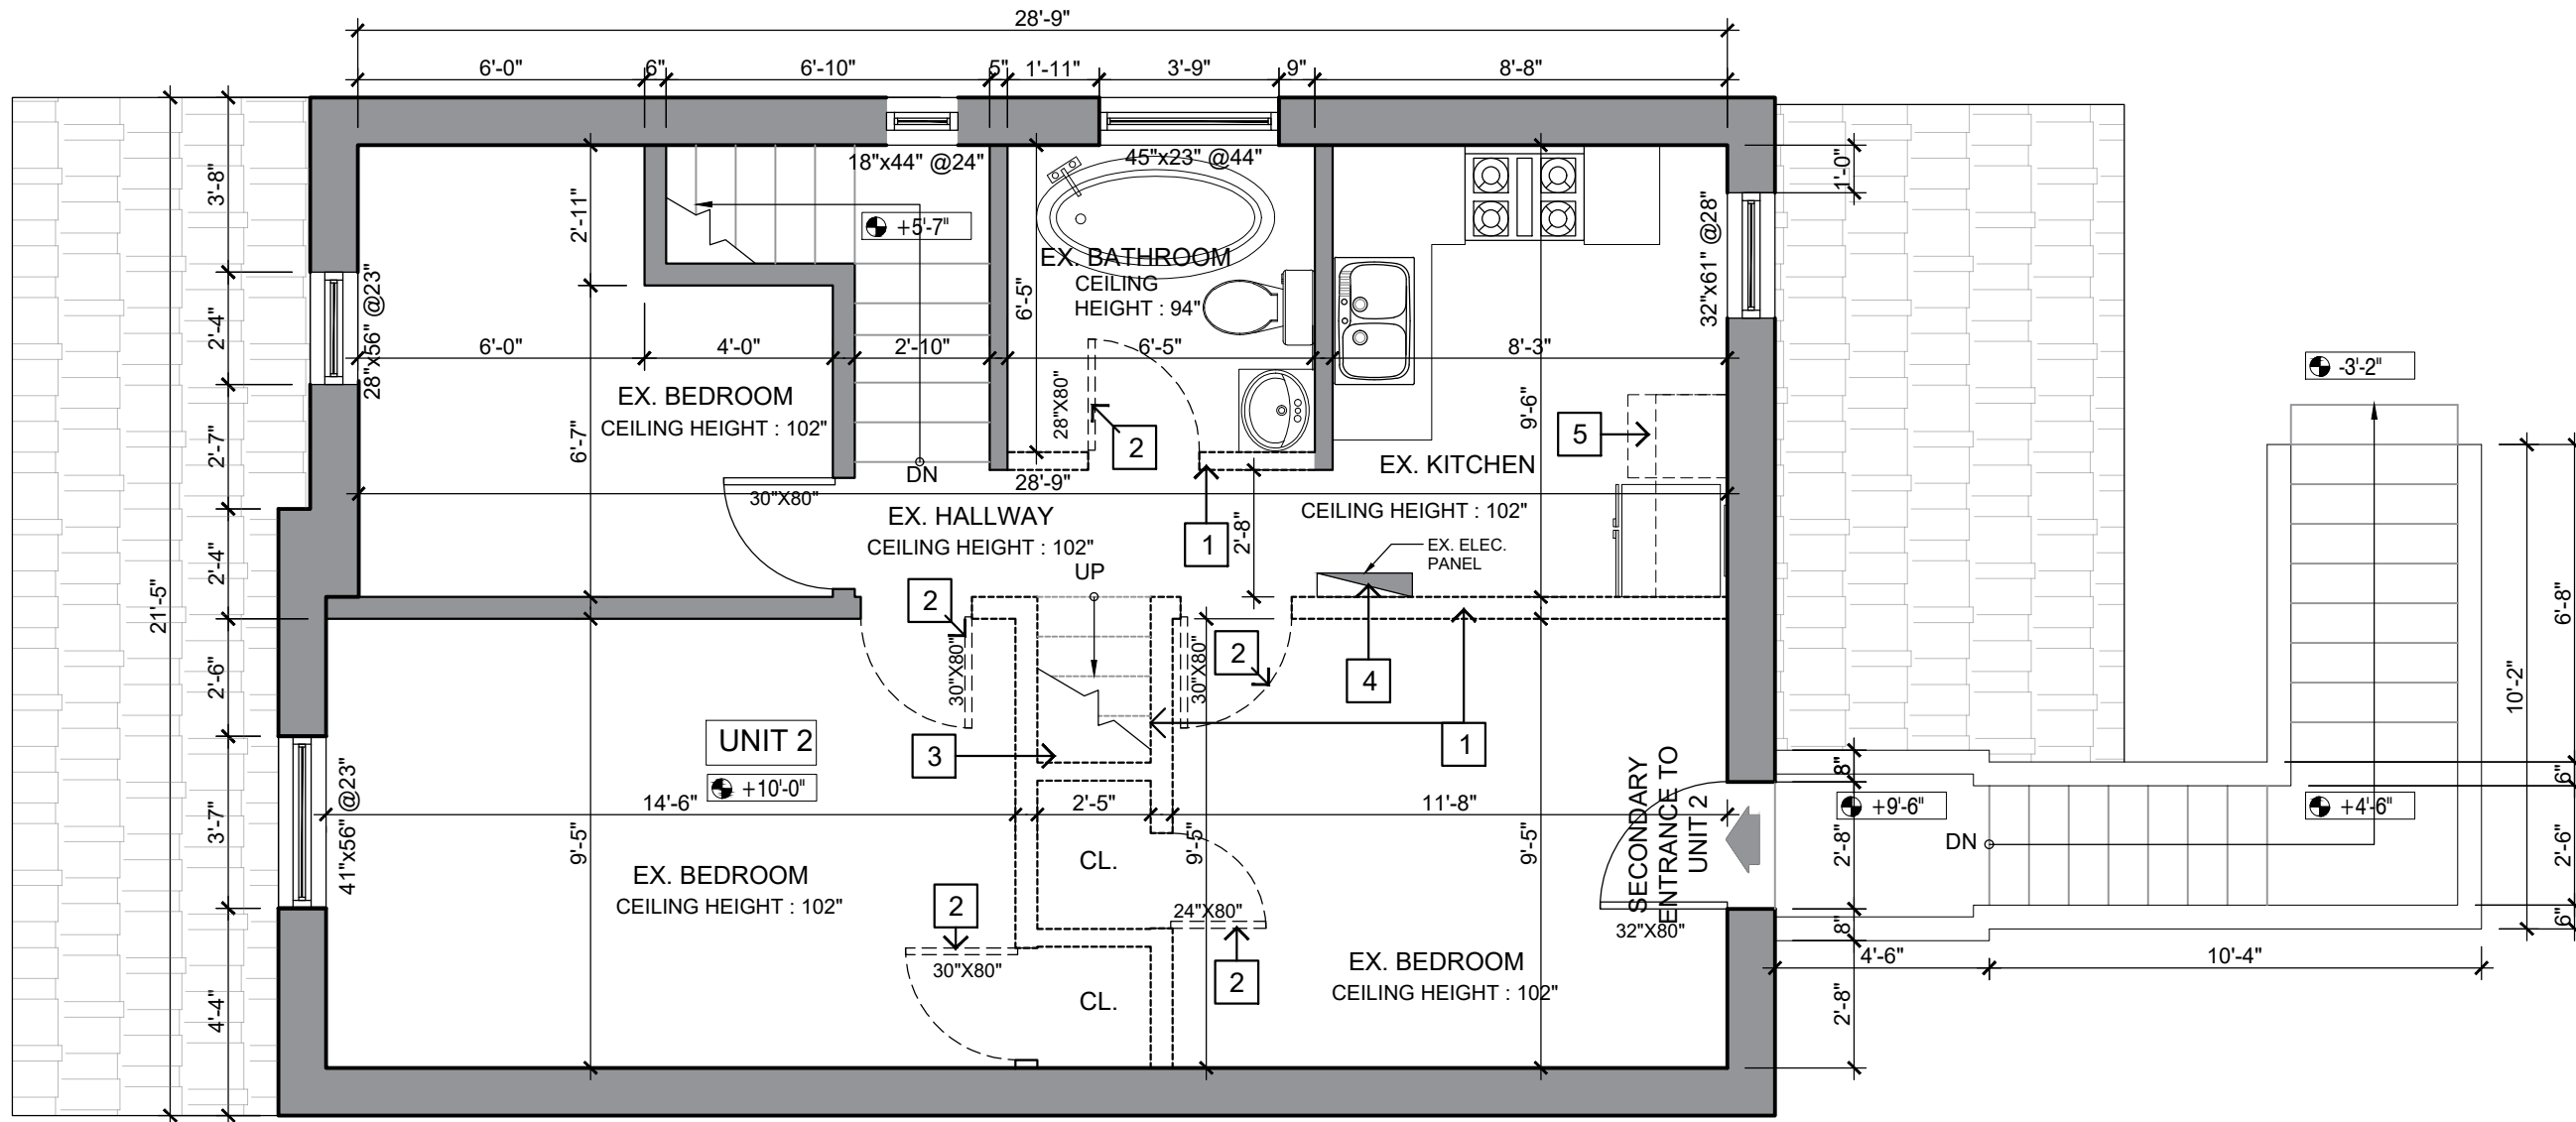 28'-9"
6'-0" 6" 6'-10" 5" 1'-11" 3'-9" 9" 8'-8"
18"x44" @24"
45"x23" @44"
3'-8"
2'-11"
1'-0"
+5'-7"
EX. BATHROOM
CEILING
HEIGHT : 94"
6'-5"
32"x61" @28"
28"x56" @23"
2'-4"
6'-0" 4'-0" 2'-10" 6'-5" 8'-3"
-3'-2"
EX. BEDROOM
CEILING HEIGHT : 102"
28"X80"
9'-6"
2
5
2'-7"
6'-7"
DN
EX. KITCHEN
28'-9"
30"X80"
EX. HALLWAY
CEILING HEIGHT : 102"
CEILING HEIGHT : 102"
1
2'-8"
EX. ELEC.
PANEL
UP
2'-4"
21'-5"
2
2
4
30"X80"
30"X80"
6'-8"
10'-2"
2'-6"
UNIT 2
3
1
+10'-0"
SECONDARY
ENTRANCE TO
UNIT 2
8"
6"
+9'-6"
+4'-6"
14'-6" 2'-5" 11'-8"
41"x56" @23"
3'-7"
9'-5"
9'-5"
9'-5"
2'-8"
DN
2'-6"
CL.
EX. BEDROOM
CEILING HEIGHT : 102"
2
24"X80"
32"X80"
8"
6"
4'-6" 10'-4"
30"X80"
2
EX. BEDROOM
CEILING HEIGHT : 102"
CL.
4'-4"
2'-8"